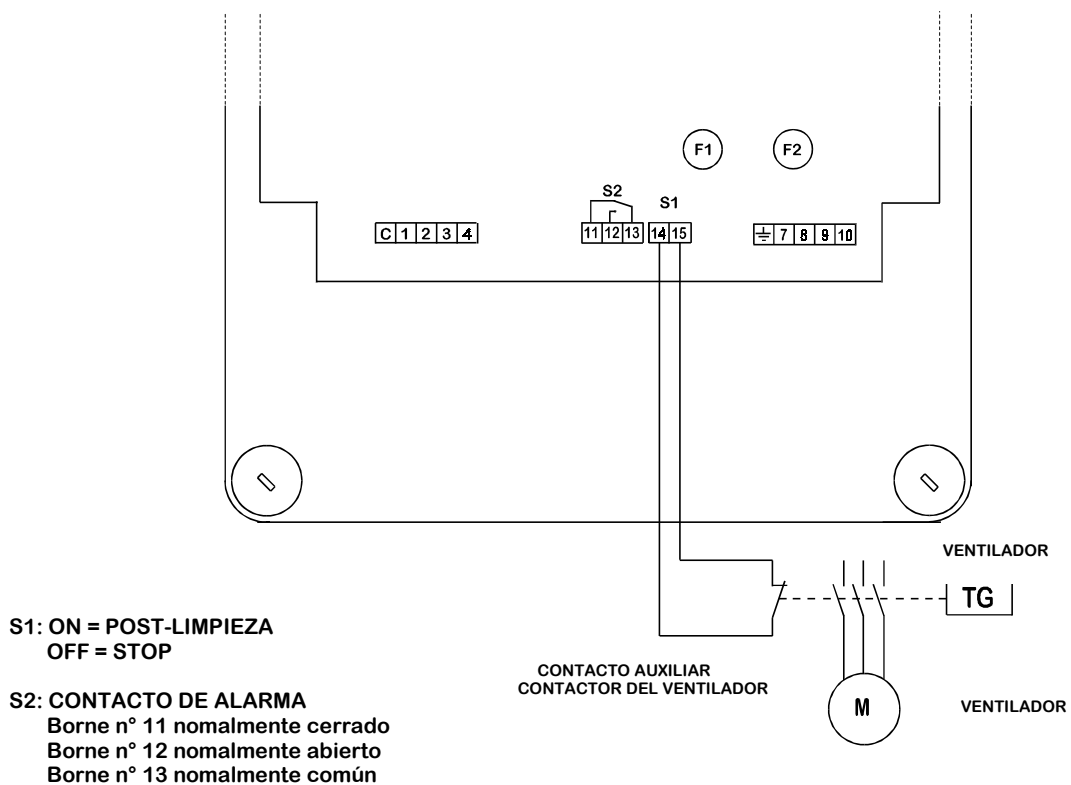 F1 F2
S2 S1
C 1 2 3 4 11 12 13 14 15 7 8 9 10
VENTILADOR
TG
S1: ON = POST-LIMPIEZA
OFF = STOP
CONTACTO AUXILIAR
CONTACTOR DEL VENTILADOR
M
VENTILADOR
S2: CONTACTO DE ALARMA
Borne n° 11 nomalmente cerrado
Borne n° 12 nomalmente abierto
Borne n° 13 nomalmente común